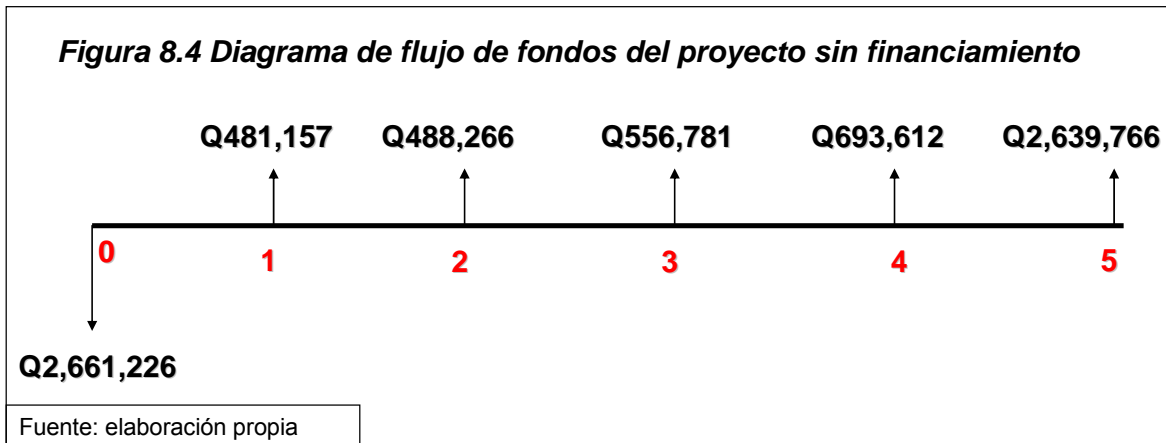 Figura 8.4 Diagrama de flujo de fondos del proyecto sin financiamiento
Q481,157 Q488,266 Q556,781 Q693,612 Q2,639,766
0 1 2 3 4 5
Q2,661,226
Fuente: elaboración propia